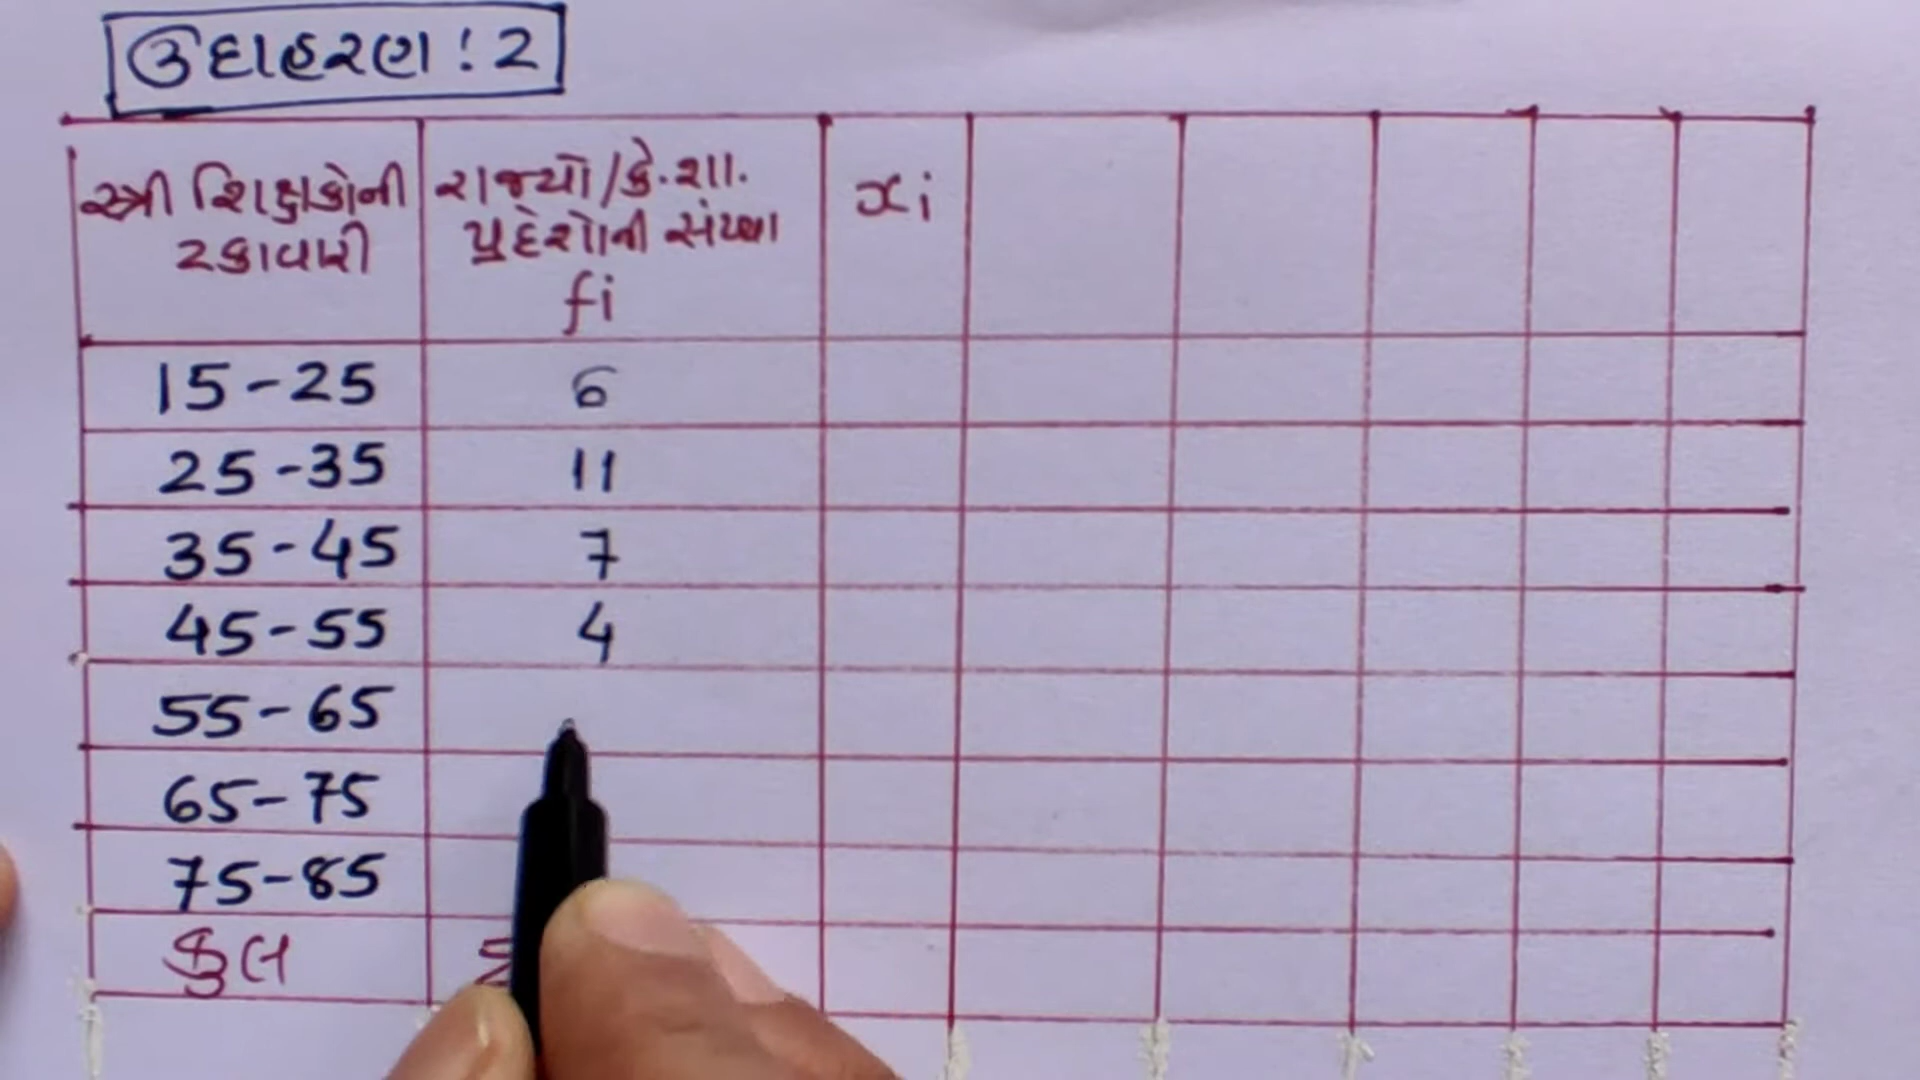 ઉદાહરણ : 2
સ્ત્રી શિક્ષકોની
ટકાવારી
રાજ્યો/કે.શા.
પ્રદેશોની સંખ્યા
fi
xi
15-25 6
25-35 11
35-45 7
45-55 4
55-65
65-75
75-85
કુલ